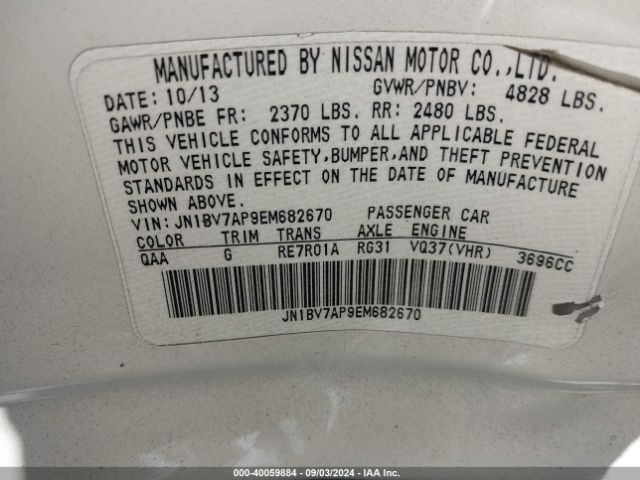 MANUFACTURED BY NISSAN MOTOR CO.,LTD.
DATE: 10/13 GVWR/PNBV: 4828 LBS.
GAWR/PNBE FR: 2370 LBS. RR: 2480 LBS.
THIS VEHICLE CONFORMS TO ALL APPLICABLE FEDERAL
MOTOR VEHICLE SAFETY,BUMPER,AND THEFT PREVENTION
STANDARDS IN EFFECT ON THE DATE OF MANUFACTURE
SHOWN ABOVE.
VIN:JN1BV7AP9EM682670 PASSENGER CAR
COLOR TRIM TRANS AXLE ENGINE
QAA G RE7R01A RG31 VQ37(VHR) 3696CC
JN1BV7AP9EM682670
000-40059884 - 09/03/2024 - IAA Inc.